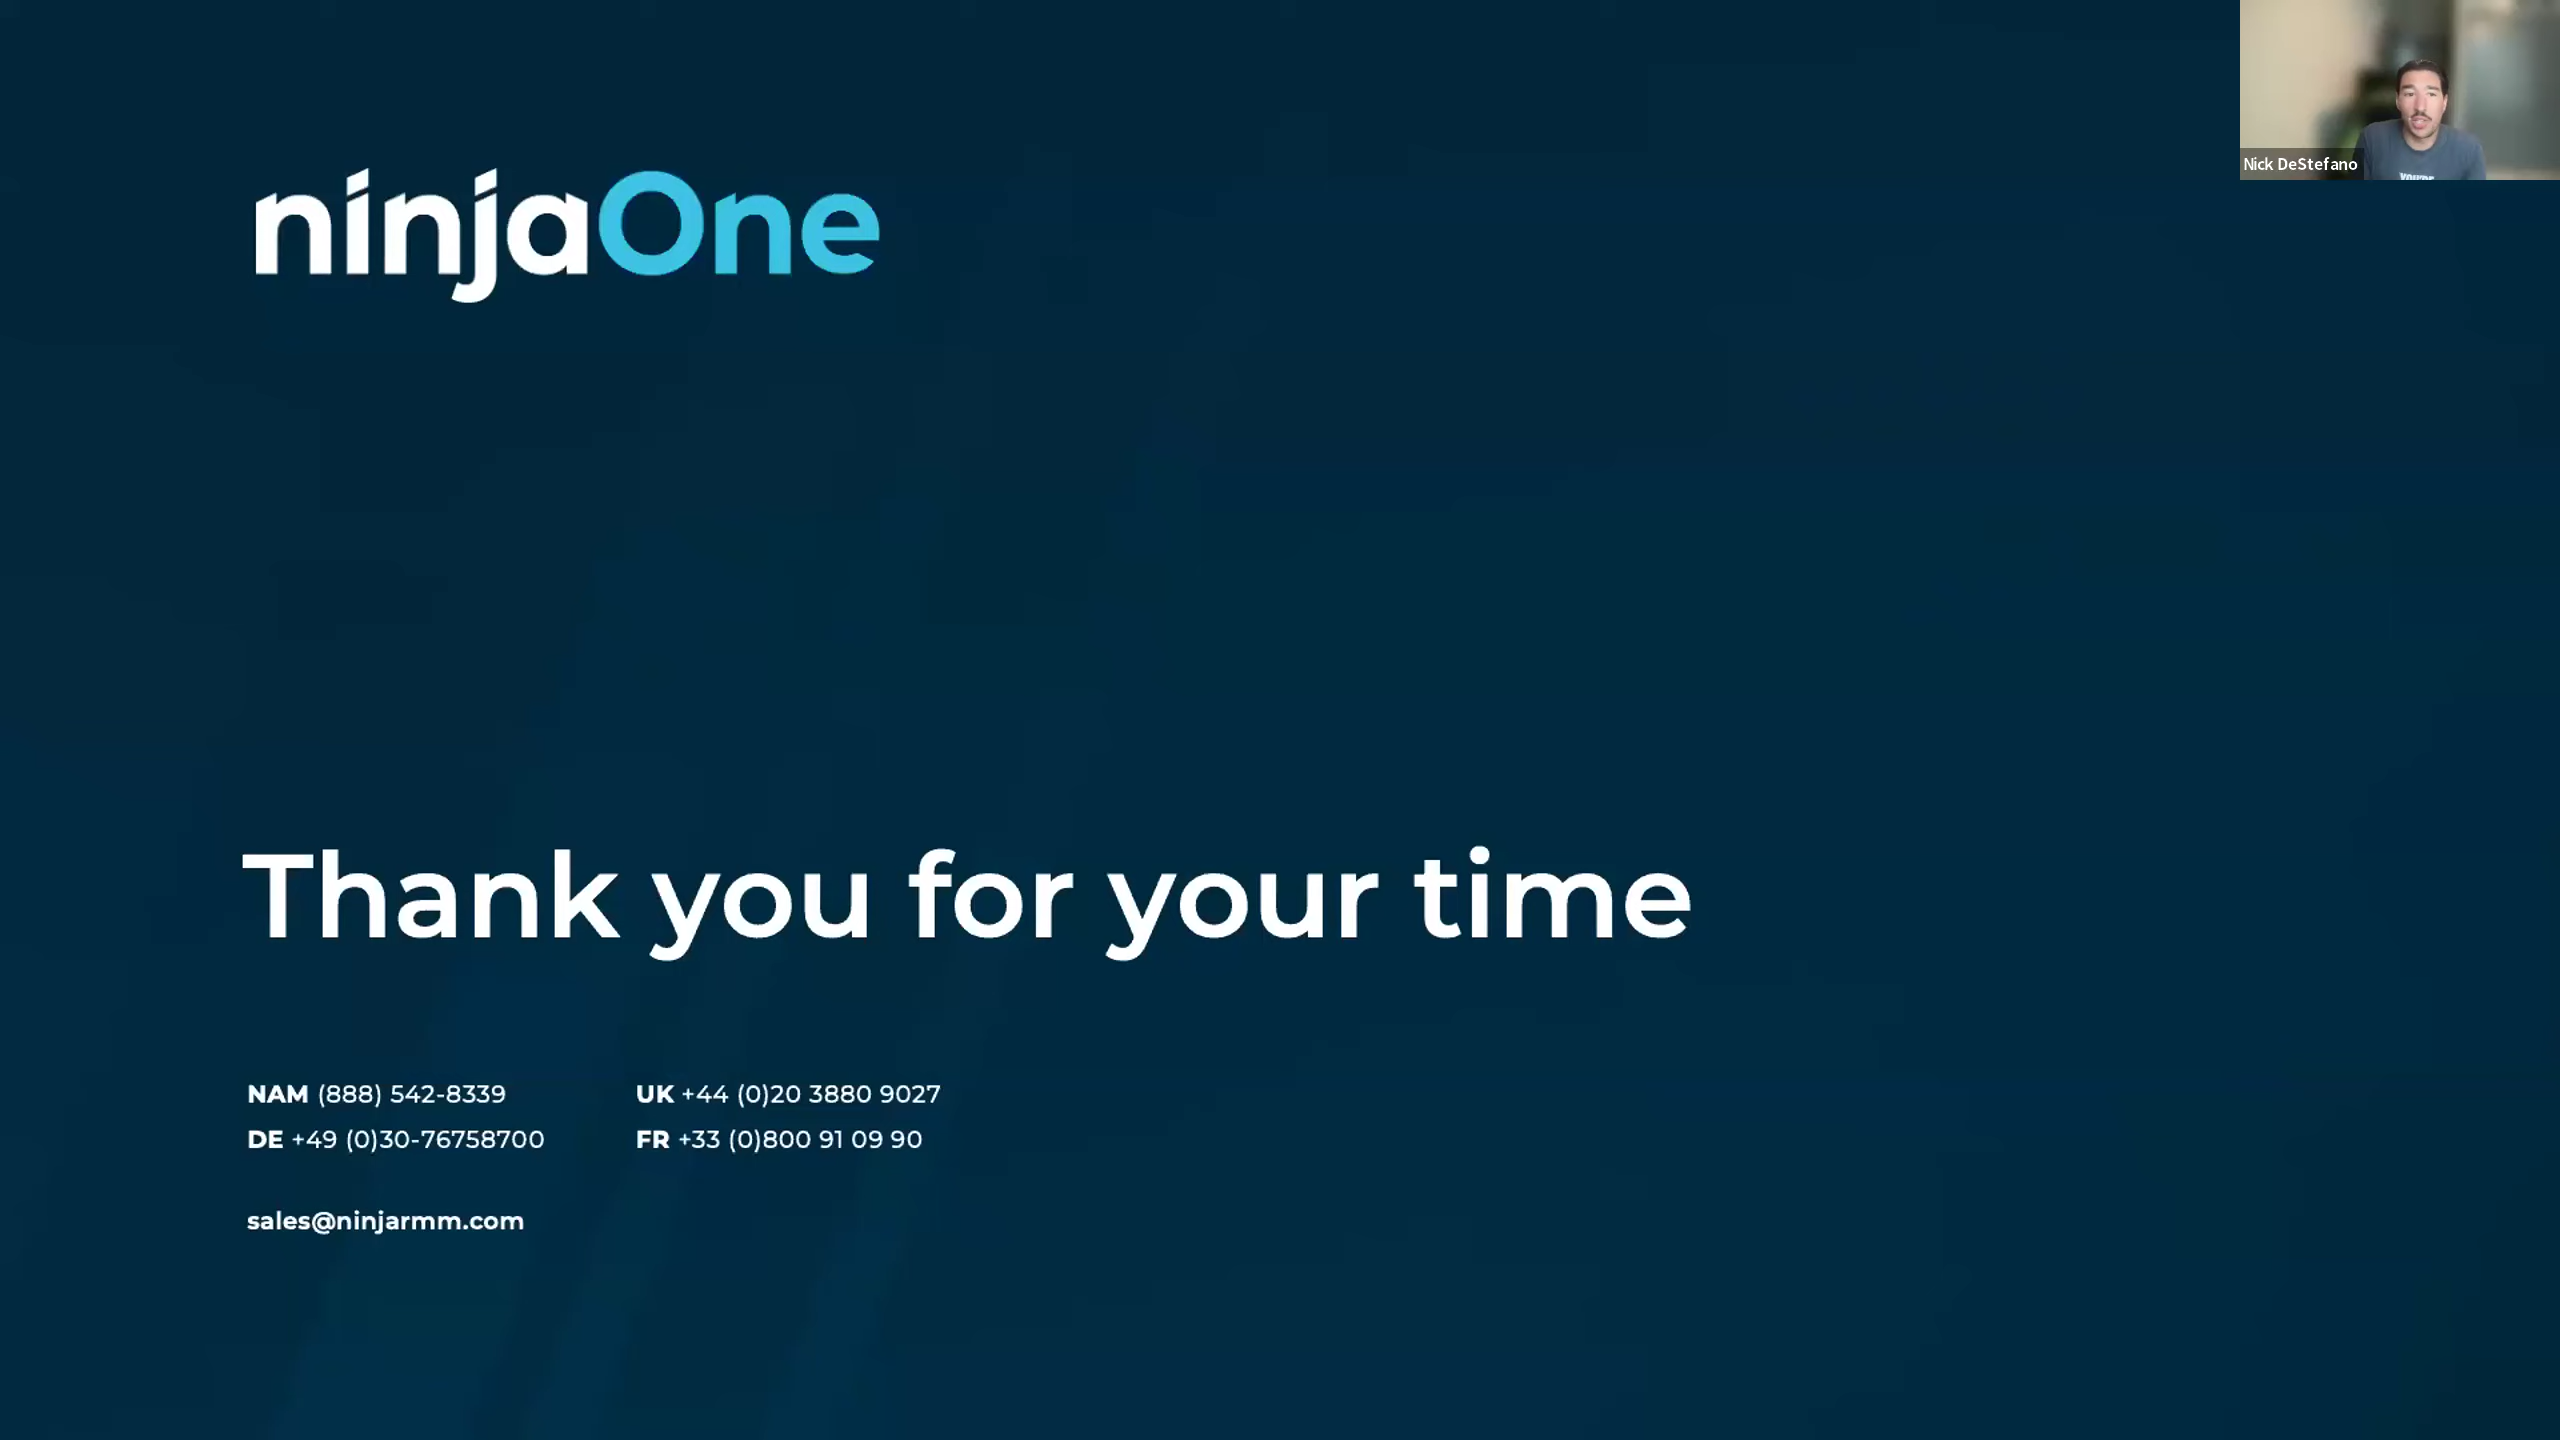 ninjaOne
Nick DeStefano
Thank you for your time
NAM (888) 542-8339
UK +44 (0)20 3880 9027
DE +49 (0)30-76758700
FR +33 (0)800 91 09 90
sales@ninjarmm.com